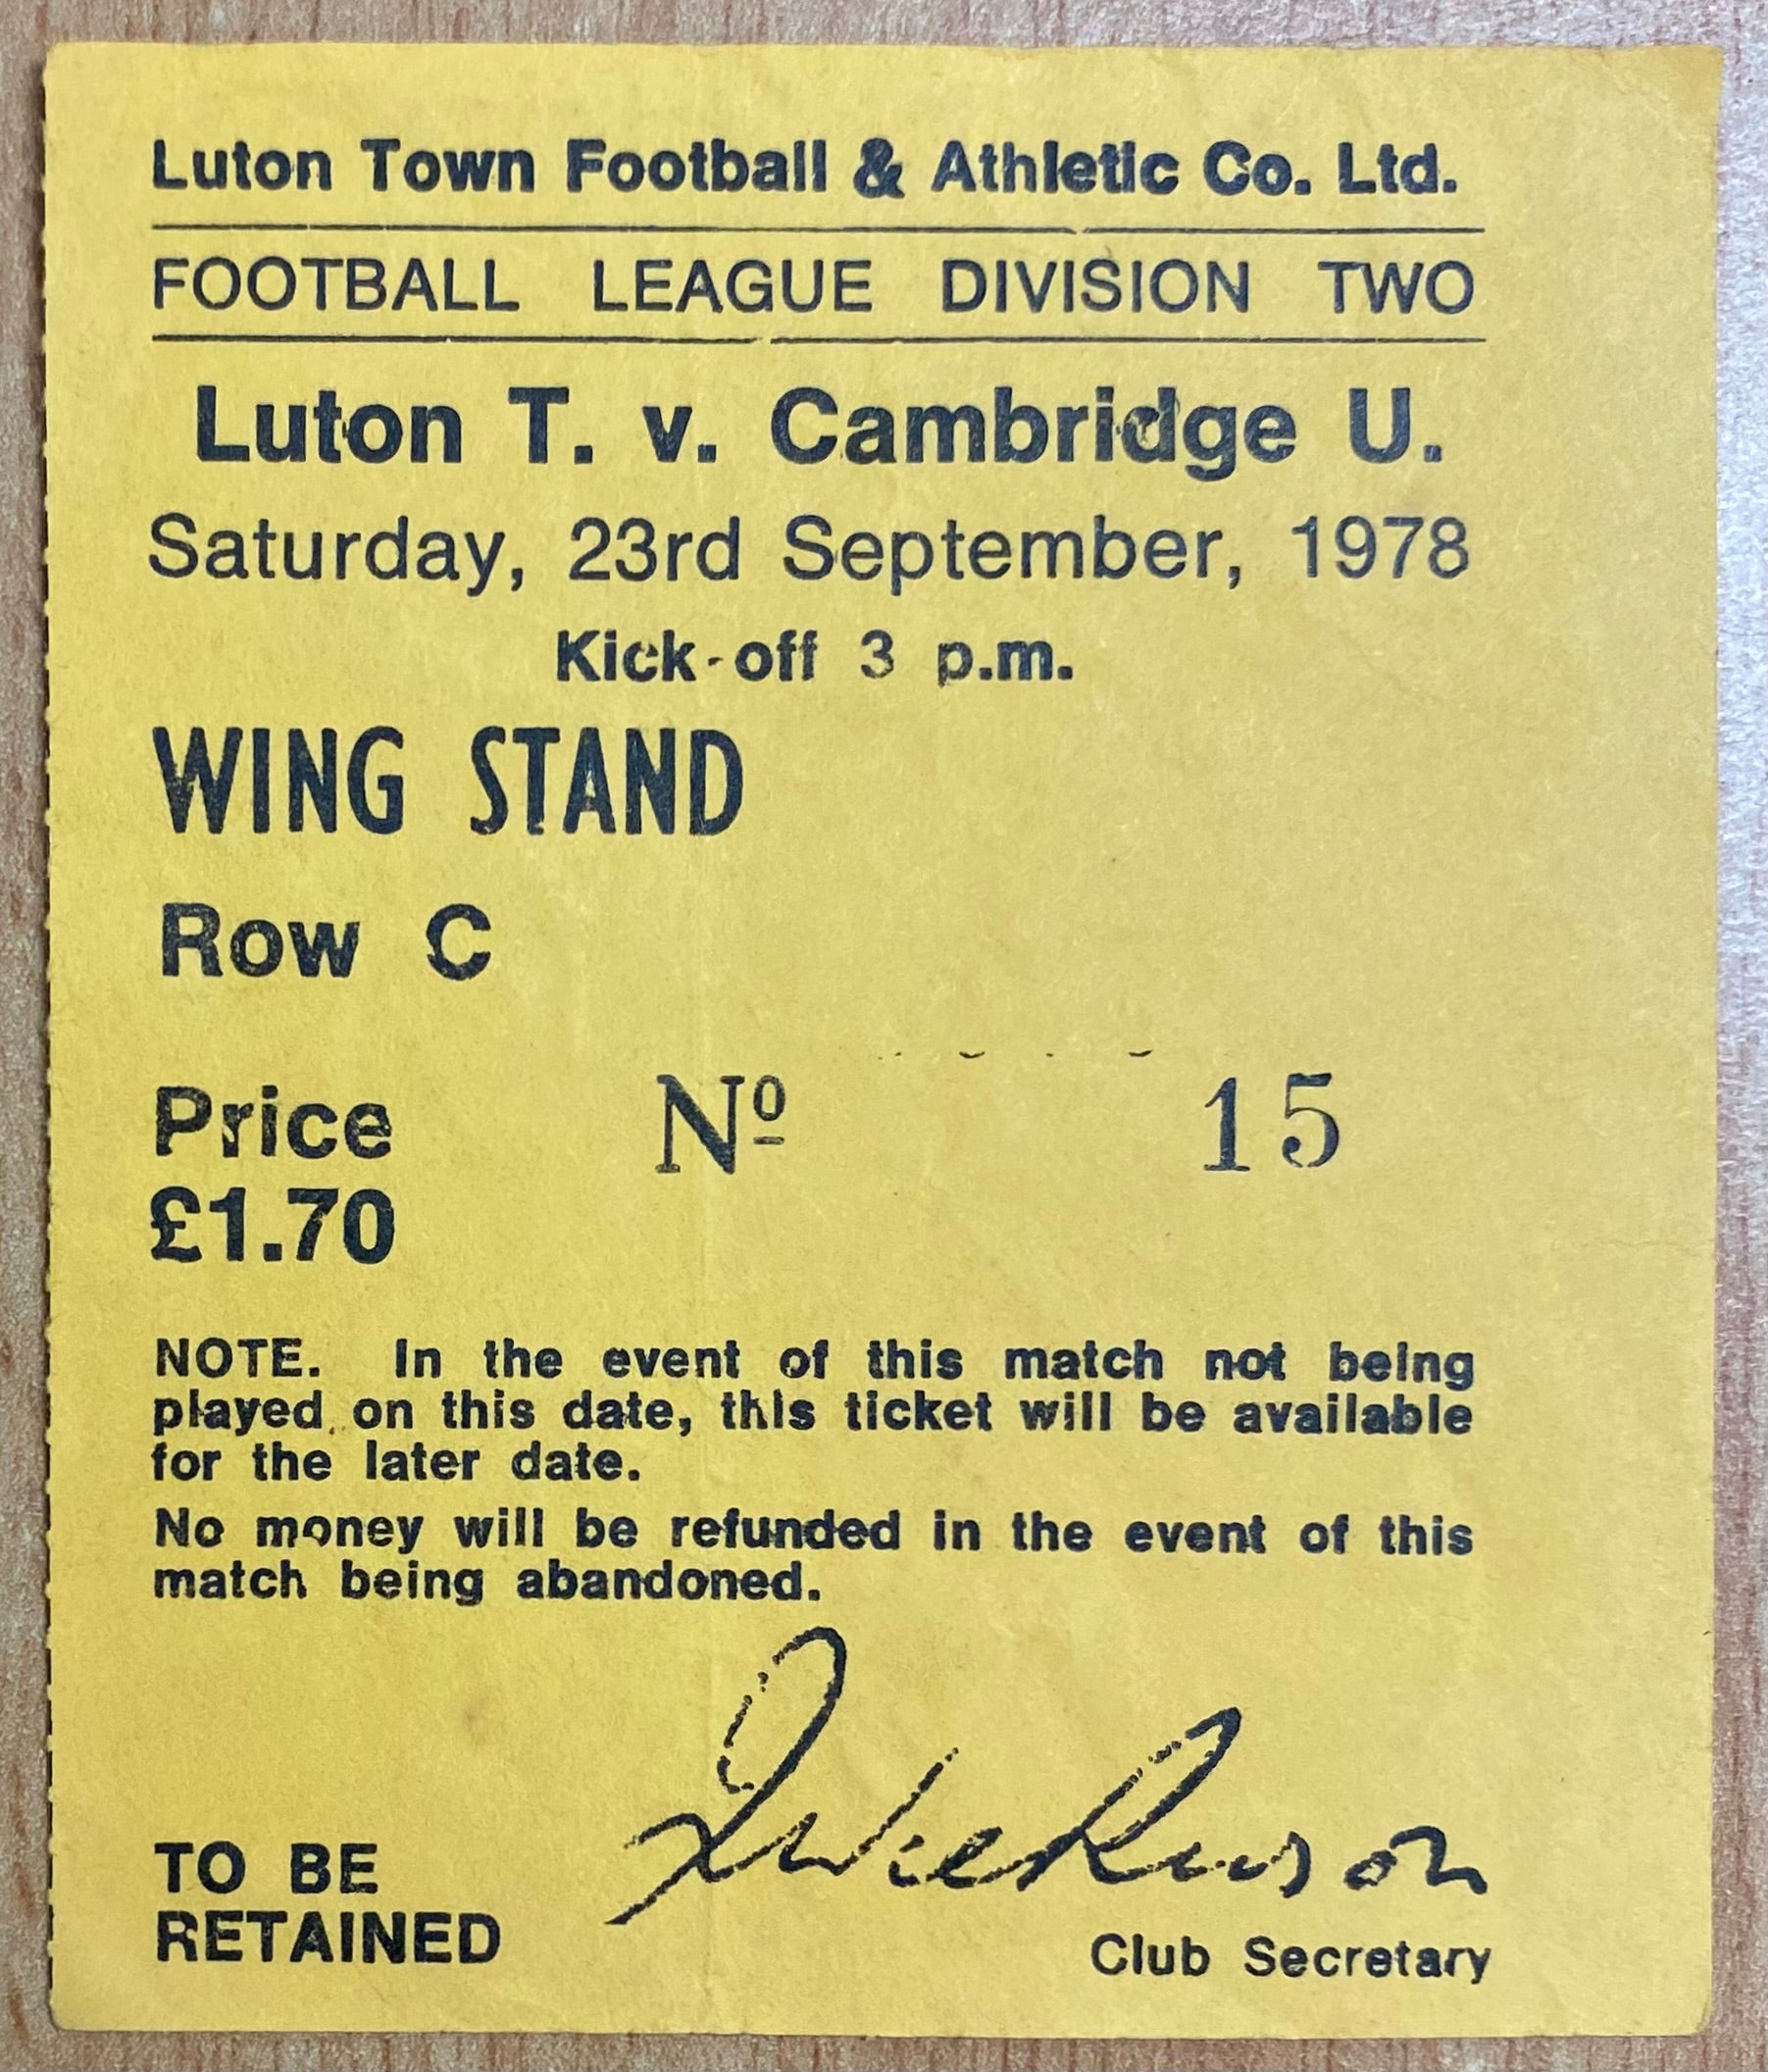 Luton Town Football & Athletic Co. Ltd.
FOOTBALL LEAGUE DIVISION TWO
Luton T. v. Cambridge U.
Saturday, 23rd September, 1978
Kick-off 3 p.m.
WING STAND
Row C
Price Nº 15
£1.70
NOTE. In the event of this match not being
played on this date, this ticket will be available
for the later date.
No money will be refunded in the event of this
match being abandoned.
TO BE
RETAINED
Club Secretary